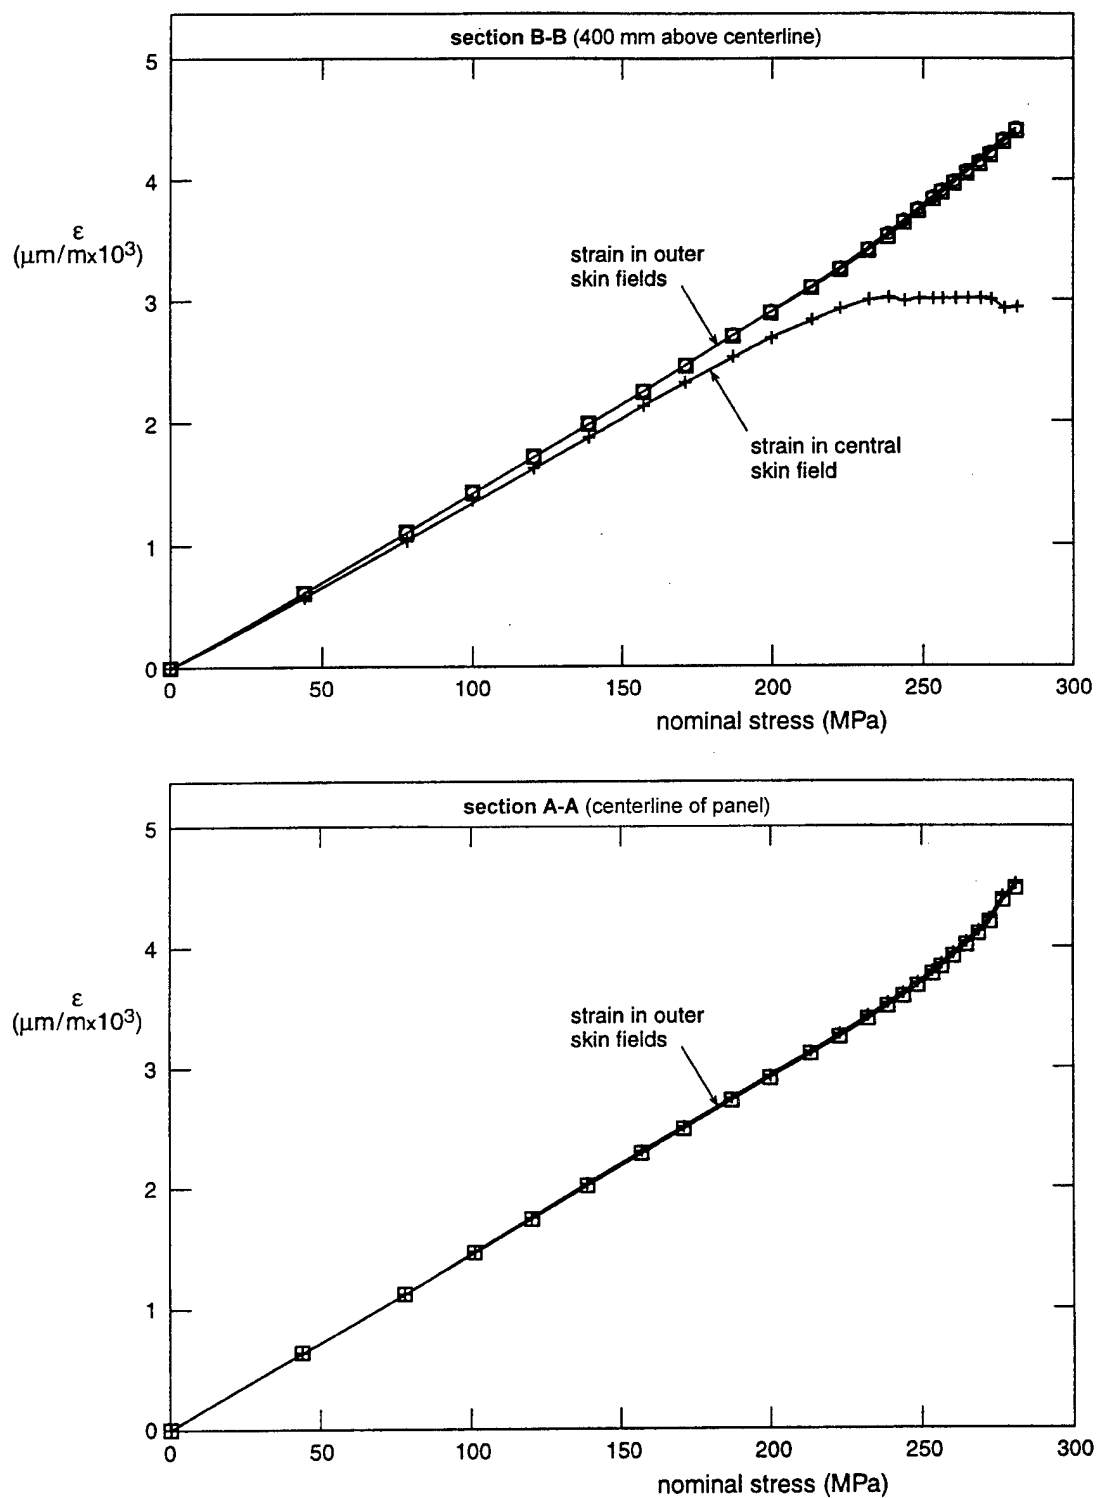 section B-B (400 mm above centerline)
5
4
ε
(μm/mx10³)
strain in outer
skin fields
3
2
strain in central
skin field
1
0
0 50 100 150 200 250 300
nominal stress (MPa)
section A-A (centerline of panel)
5
4
ε
(μm/mx10³)
strain in outer
skin fields
3
2
1
0
0 50 100 150 200 250 300
nominal stress (MPa)